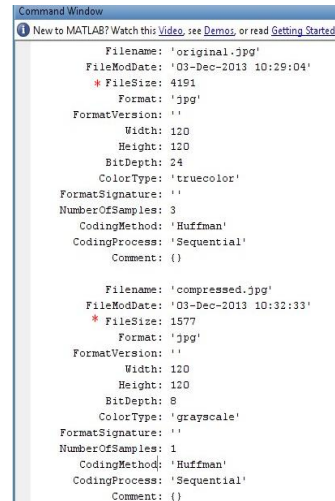 Command Window
New to MATLAB? Watch this Video, see Demos, or read Getting Started
Filename: 'original.jpg'
FileModDate: '03-Dec-2013 10:29:04'
* FileSize: 4191
Format: 'jpg'
FormatVersion: ''
Width: 120
Height: 120
BitDepth: 24
ColorType: 'truecolor'
FormatSignature: ''
NumberOfSamples: 3
CodingMethod: 'Huffman'
CodingProcess: 'Sequential'
Comment: {}
Filename: 'compressed.jpg'
FileModDate: '03-Dec-2013 10:32:33'
* FileSize: 1577
Format: 'jpg'
FormatVersion: ''
Width: 120
Height: 120
BitDepth: 8
ColorType: 'grayscale'
FormatSignature: ''
NumberOfSamples: 1
CodingMethod: 'Huffman'
CodingProcess: 'Sequential'
Comment: {}